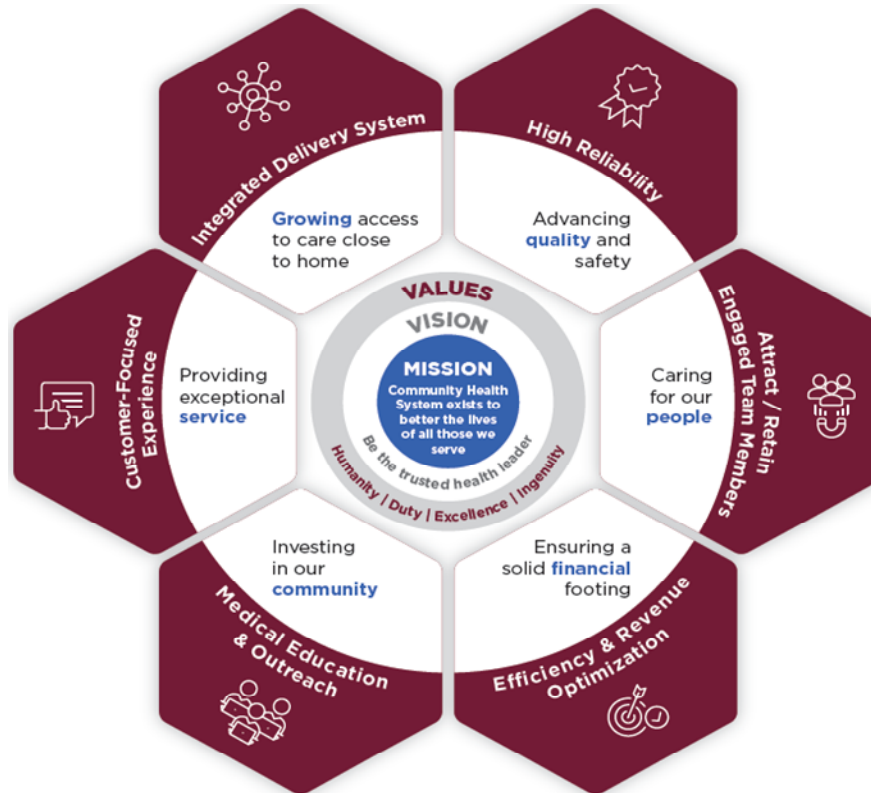 Integrated Delivery System
Growing access
to care close
to home
High Reliability
Advancing
quality and
safety
Attract / Retain
Engaged Team Members
Caring
for our
people
Efficiency & Revenue
Optimization
Ensuring a
solid financial
footing
Medical Education
& Outreach
Investing
in our
community
Customer-Focused
Experience
Providing
exceptional
service
VALUES
VISION
MISSION
Community Health
System exists to
better the lives
of all those we
serve
Be the trusted health leader
Humanity | Duty | Excellence | Ingenuity